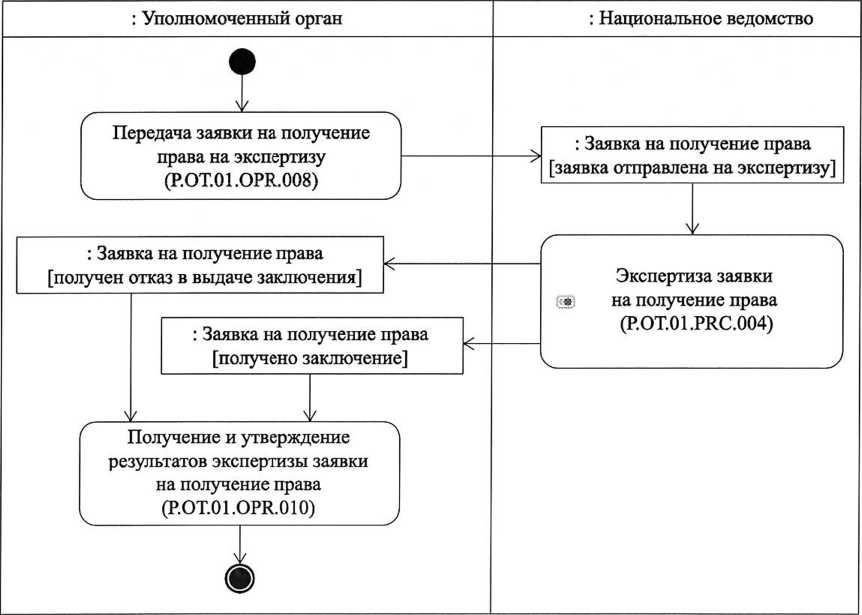 : Уполномоченный орган
: Национальное ведомство
Передача заявки на получение
права на экспертизу
(P.OT.01.OPR.008)
: Заявка на получение права
[заявка отправлена на экспертизу]
: Заявка на получение права
[получен отказ в выдаче заключения]
Экспертиза заявки
на получение права
(P.OT.01.PRC.004)
: Заявка на получение права
[получено заключение]
Получение и утверждение
результатов экспертизы заявки
на получение права
(P.OT.01.OPR.010)